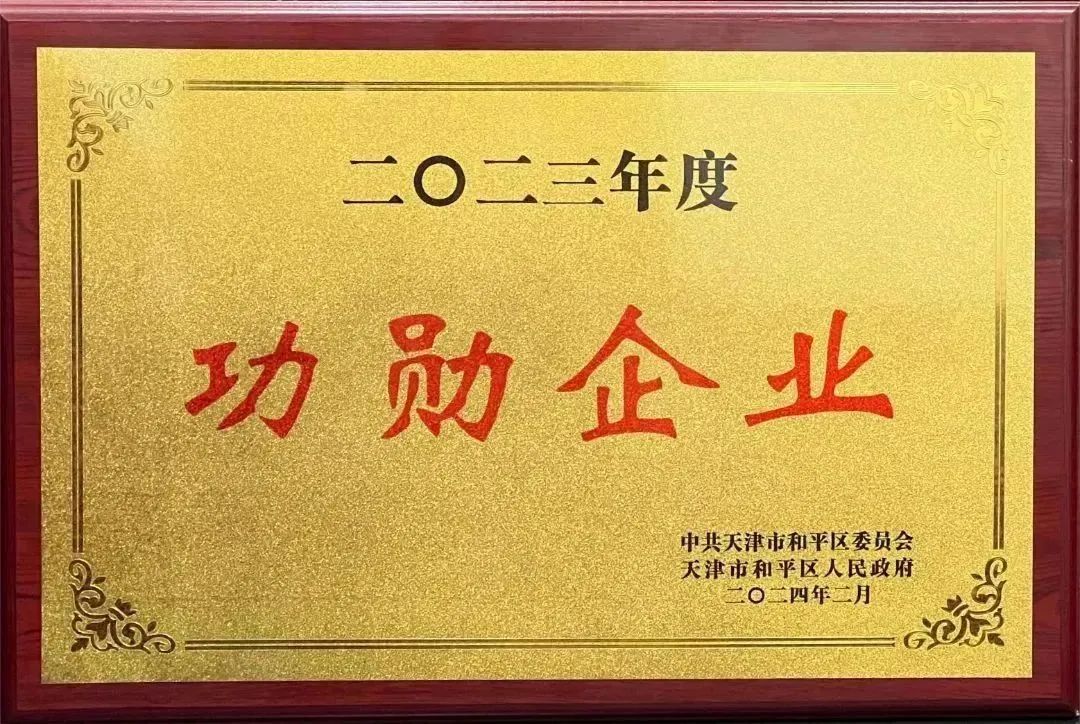 二〇二三年度
功勋企业
中共天津市和平区委员会
天津市和平区人民政府
二〇二四年二月